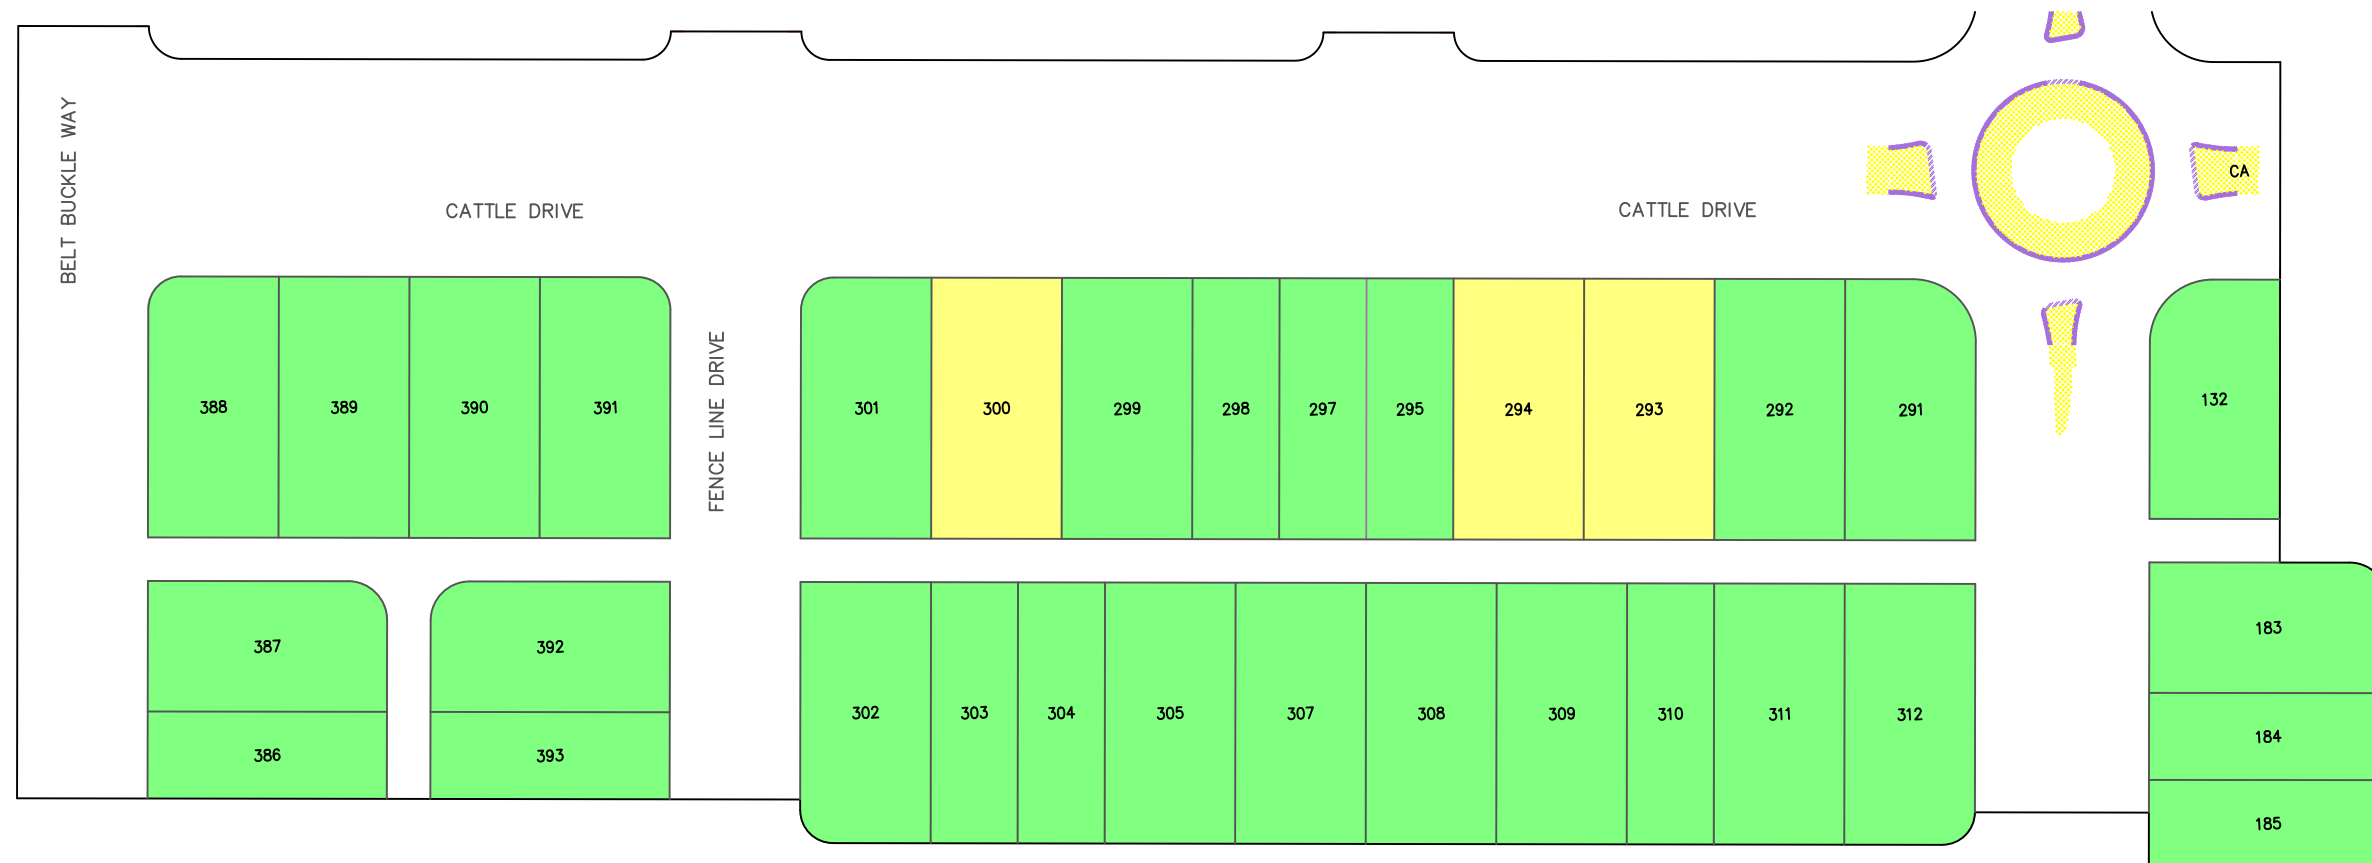 BELT BUCKLE WAY
CATTLE DRIVE
CATTLE DRIVE
CA
FENCE LINE DRIVE
388 389 390 391 301 300 299 298 297 295 294 293 292 291 132
387 392
302 303 304 305 307 308 309 310 311 312
183
184
386 393
185